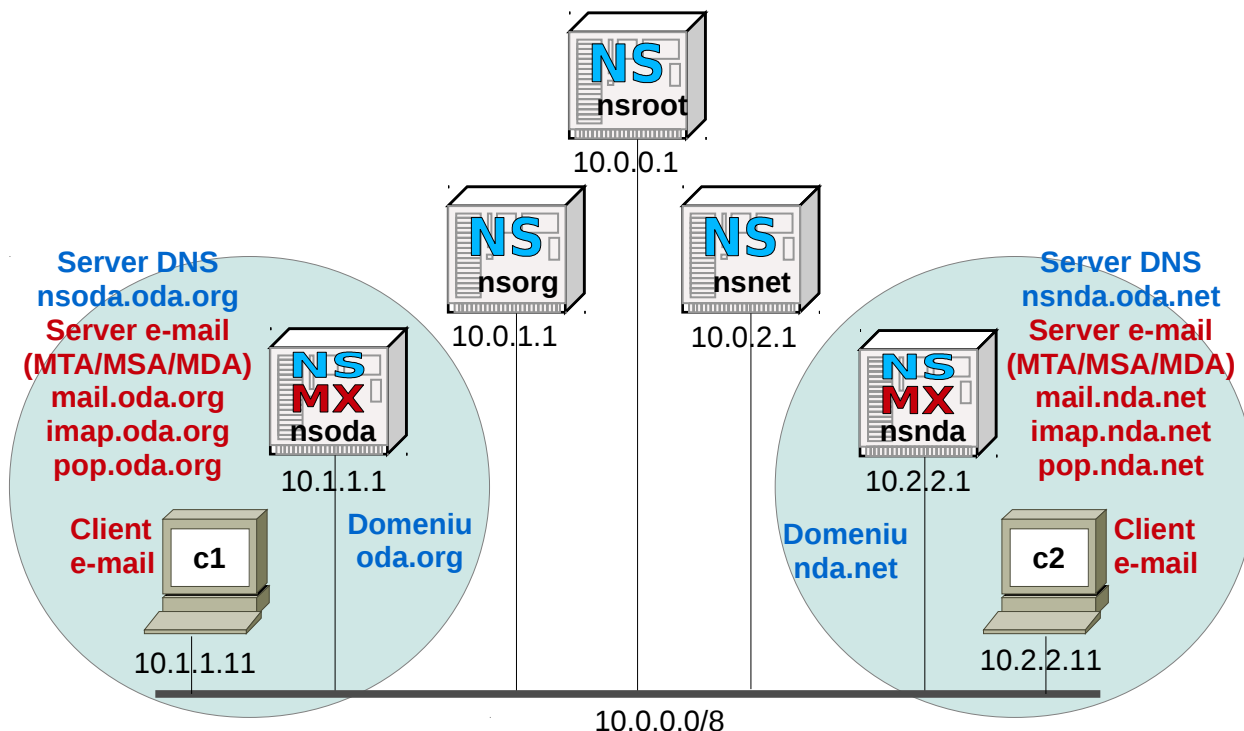 NS
nsroot
10.0.0.1
NS
nsorg
10.0.1.1
NS
nsnet
10.0.2.1
Server DNS
nsoda.oda.org
Server e-mail
(MTA/MSA/MDA)
mail.oda.org
imap.oda.org
pop.oda.org
NS
MX
nsoda
10.1.1.1
Client
e-mail
c1
10.1.1.11
Domeniu
oda.org
Server DNS
nsnda.oda.net
Server e-mail
(MTA/MSA/MDA)
mail.nda.net
imap.nda.net
pop.nda.net
NS
MX
nsnda
10.2.2.1
Domeniu
nda.net
c2
Client
e-mail
10.2.2.11
10.0.0.0/8